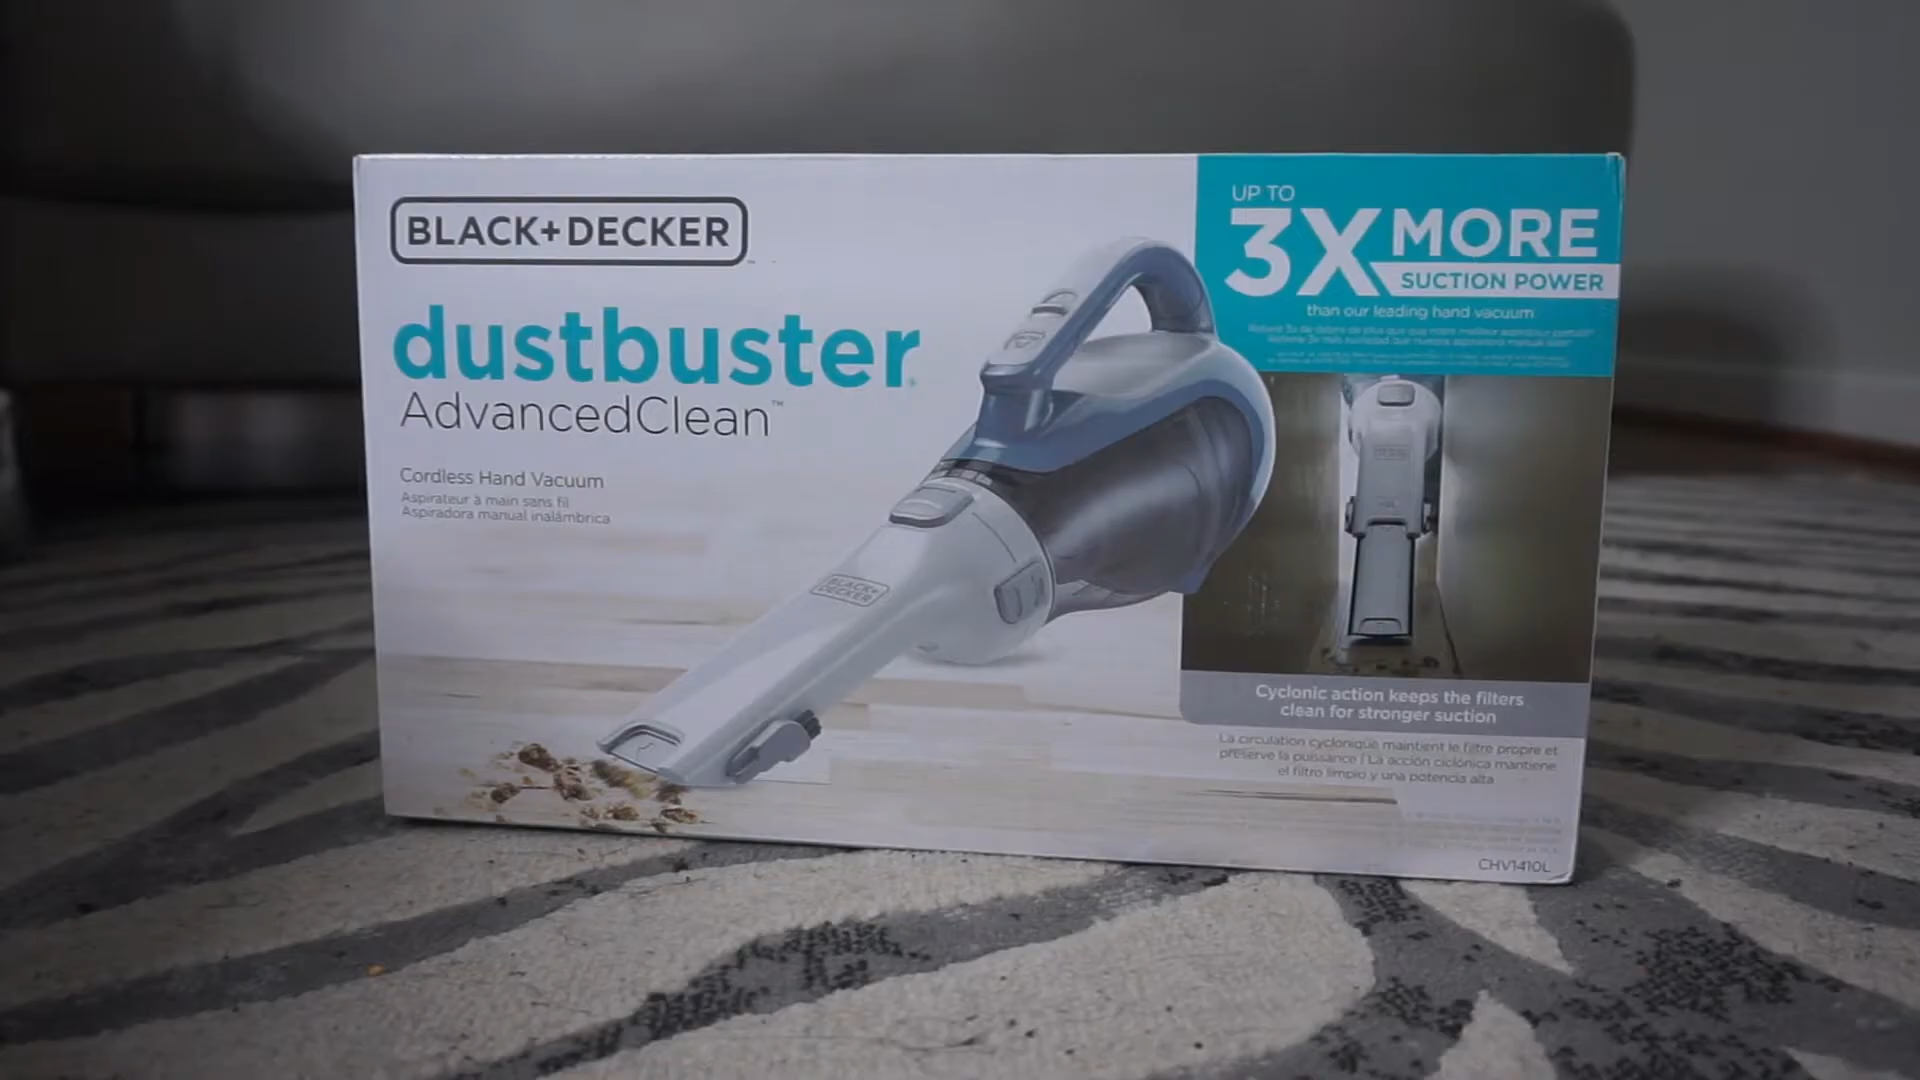 BLACK+DECKER
dustbuster
AdvancedClean™
Cordless Hand Vacuum
Aspirateur à main sans fil
Aspiradora manual inalámbrica
BLACK+
DECKER
UP TO
3X MORE
SUCTION POWER
than our leading hand vacuum
Cyclonic action keeps the filters
clean for stronger suction
La circulation cyclonique maintient le filtre propre et
préserve la puissance / La acción ciclónica mantiene
el filtro limpio y una potencia alta
CHV1410L